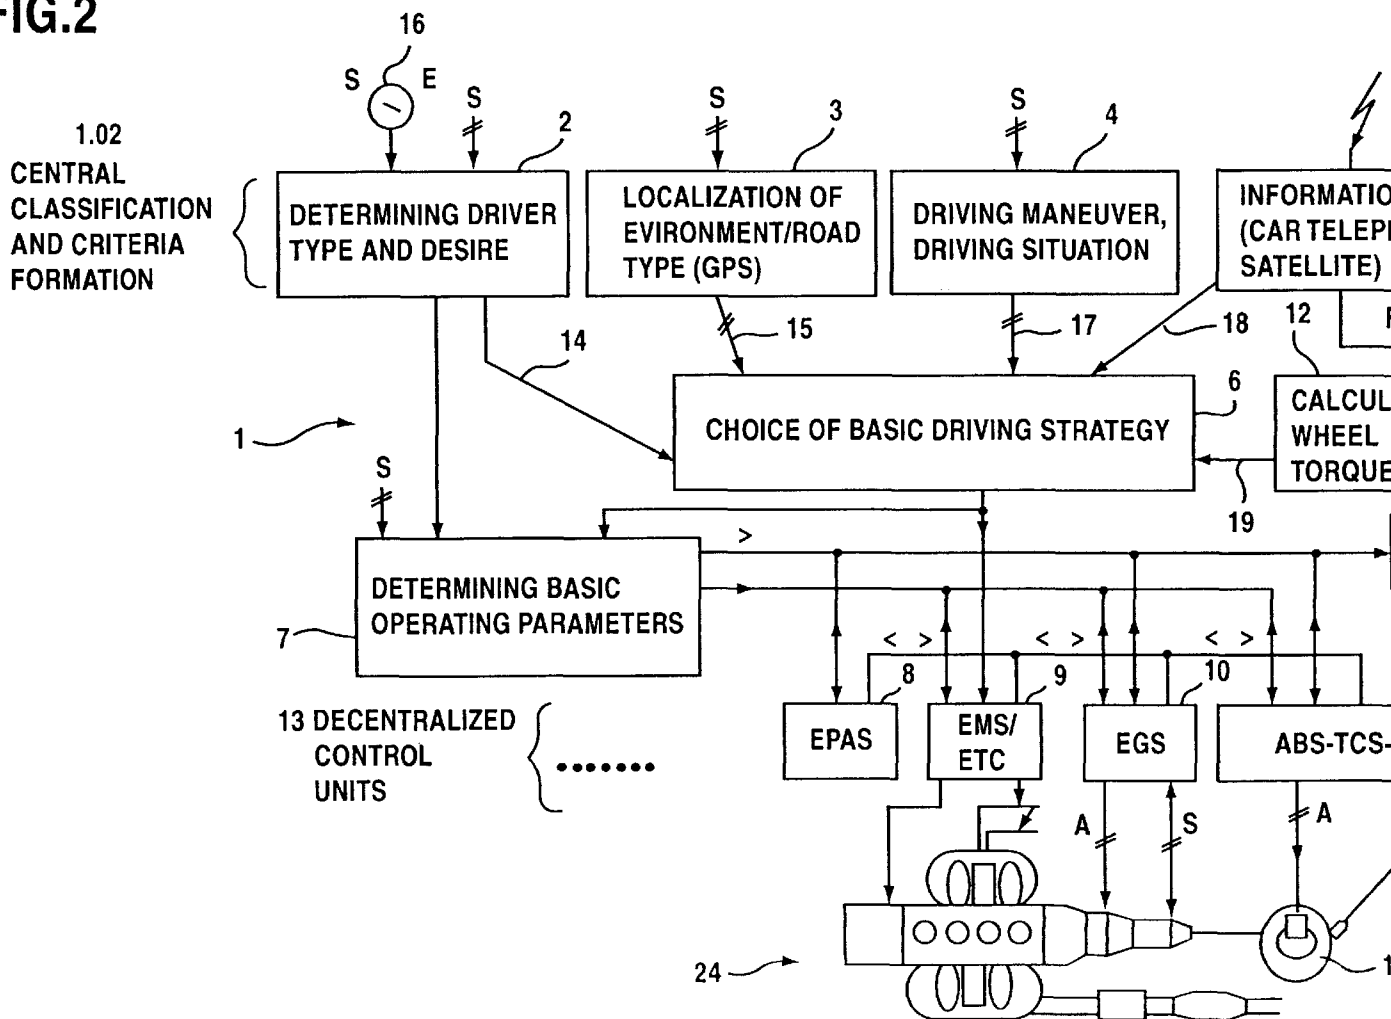 FIG.2
16
S E
S
S
S
1.02
CENTRAL
CLASSIFICATION
AND CRITERIA
FORMATION
2
3
4
DETERMINING DRIVER
TYPE AND DESIRE
LOCALIZATION OF
EVIRONMENT/ROAD
TYPE (GPS)
DRIVING MANEUVER,
DRIVING SITUATION
(CAR
SATELLITE)
14
15
17
18
12
1
CHOICE OF BASIC DRIVING STRATEGY
6
WHEEL
TORQUE
19
S
>
DETERMINING BASIC
OPERATING PARAMETERS
7
< >
< >
< >
8
9
10
13 DECENTRALIZED
CONTROL
UNITS
.......
EPAS
EMS/
ETC
EGS
ABS-TCS-
A
S
A
24